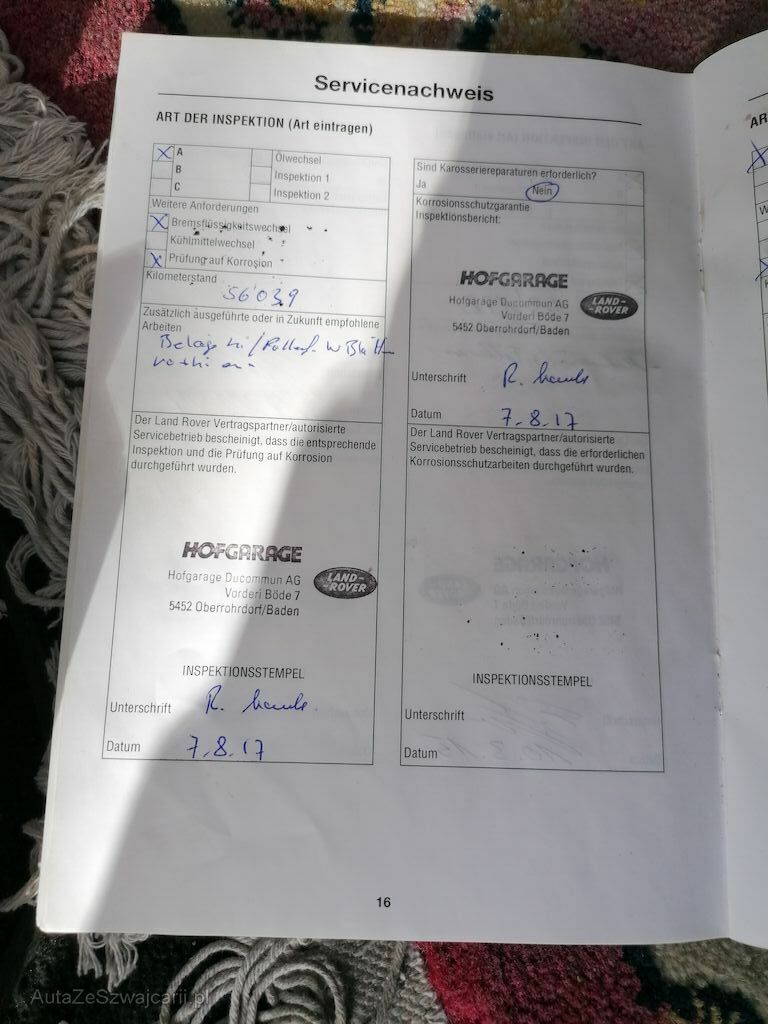 Servicenachweis
ART DER INSPEKTION (Art eintragen)
X A
B
C
Ölwechsel
Inspektion 1
Inspektion 2
Weitere Anforderungen
X Bremsflüssigkeitswechsel
Kühlmittelwechsel
X Prüfung auf Korrosion
Kilometerstand
56039
Zusätzlich ausgeführte oder in Zukunft empfohlene
Arbeiten
Beläge hi / W Blätt
Der Land Rover Vertragspartner/autorisierte
Servicebetrieb bescheinigt, dass die entsprechende
Inspektion und die Prüfung auf Korrosion
durchgeführt wurden.
HOFGARAGE
Hofgarage Ducommun AG
Vorderi Böde 7
5452 Oberrohrdorf/Baden
LAND-
ROVER
INSPEKTIONSSTEMPEL
Unterschrift R.
Datum 7.8.17
Sind Karosseriereparaturen erforderlich?
Ja Nein
Korrosionsschutzgarantie
Inspektionsbericht:
HOFGARAGE
Hofgarage Ducommun AG
Vorderi Böde 7
5452 Oberrohrdorf/Baden
LAND-
ROVER
Unterschrift R.
Datum 7.8.17
Der Land Rover Vertragspartner/autorisierte
Servicebetrieb bescheinigt, dass die erforderlichen
Korrosionsschutzarbeiten durchgeführt wurden.
INSPEKTIONSSTEMPEL
Unterschrift
Datum
16
AR
AutaZeSzwajcarii.pl